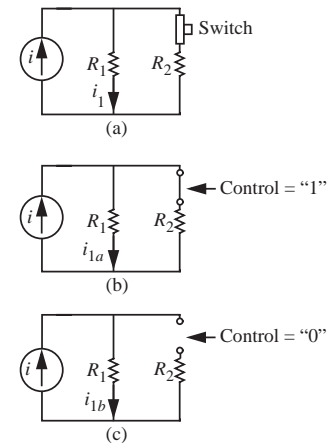 Switch
i
R1
R2
i1
(a)
Control = “1”
i
R1
R2
i1a
(b)
Control = “0”
i
R1
R2
i1b
(c)